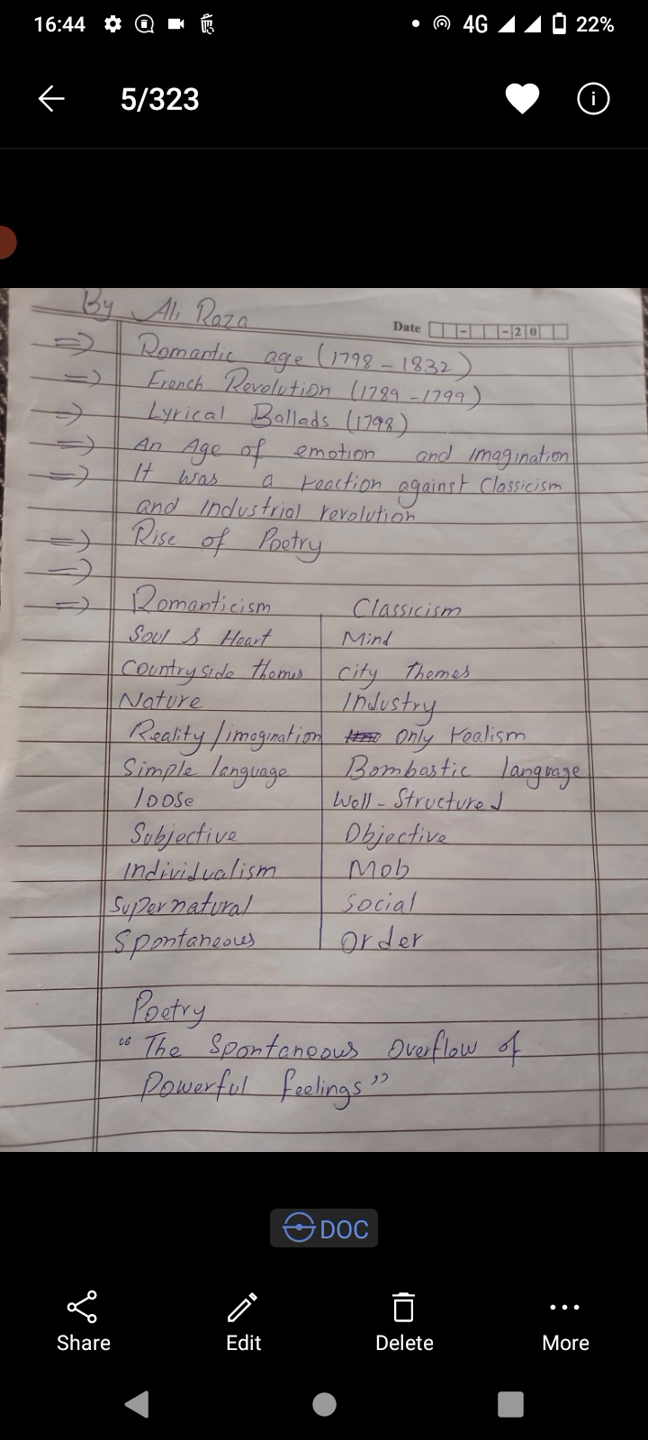 16:44 4G 22%
5/323
By Ali Raza
Date - -20
⇒ Romantic age (1798 - 1832)
⇒ French Revolution (1789 - 1799)
⇒ Lyrical Ballads (1798)
⇒ An Age of emotion and imagination
⇒ It was a reaction against Classicism
and Industrial revolution
⇒ Rise of Poetry
⇒
⇒ Romanticism Classicism
Soul & Heart Mind
Countryside themes City Themes
Nature Industry
Reality/imagination Only realism
Simple language Bombastic language
loose Well-Structured
Subjective Objective
Individualism Mob
Supernatural Social
Spontaneous Order
Poetry
"The Spontaneous Overflow of
Powerful feelings"
DOC
Share Edit Delete More